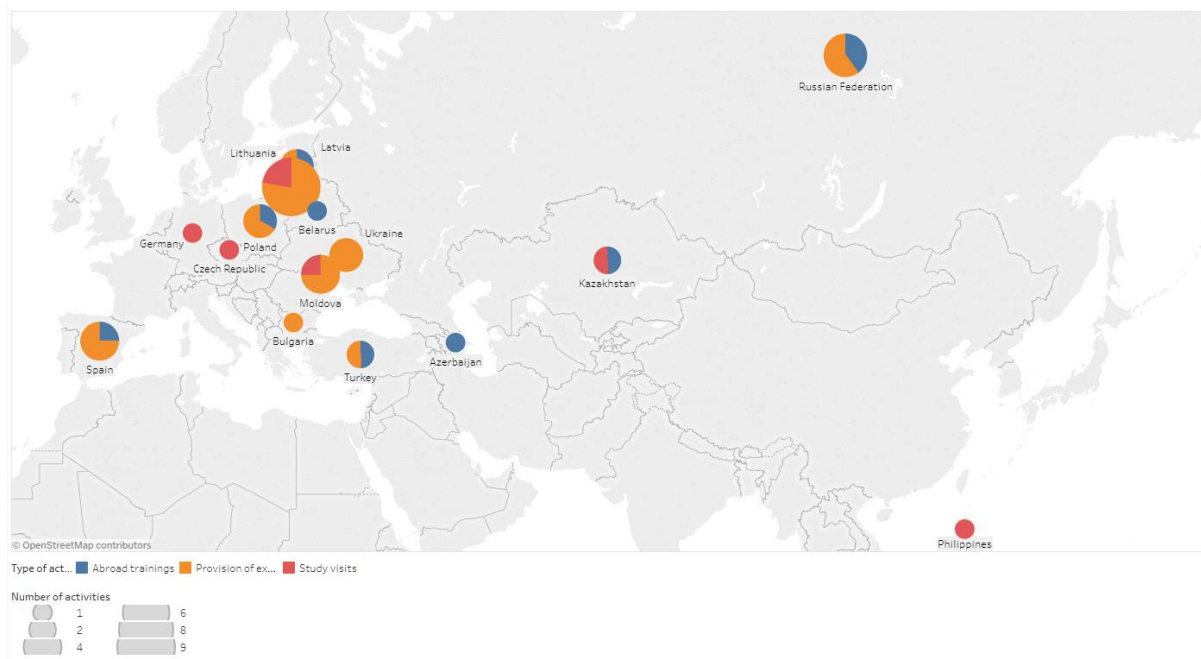 Russian Federation
Lithuania
Latvia
Belarus
Germany
Poland
Ukraine
Czech Republic
Kazakhstan
Moldova
Bulgaria
Azerbaijan
Spain
Turkey
Philippines
© OpenStreetMap contributors
Type of act... Abroad trainings Provision of ex... Study visits
Number of activities
1 6
2 8
4 9